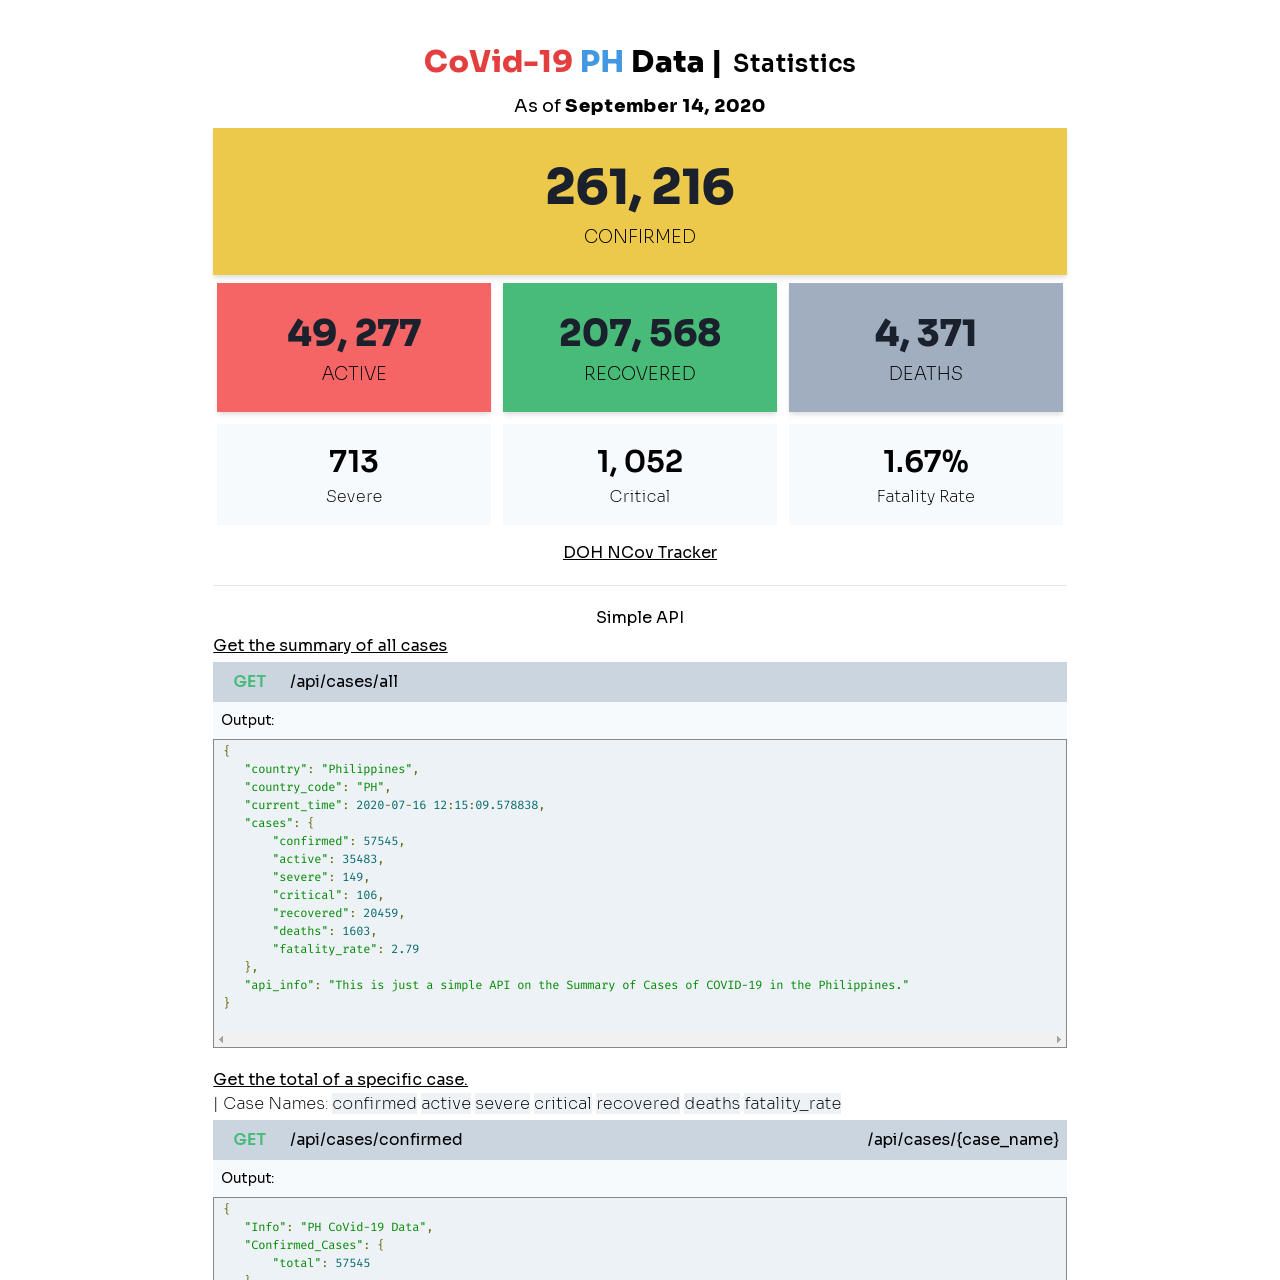 CoVid-19 PH Data | Statistics
As of September 14, 2020
261, 216
CONFIRMED
49, 277
ACTIVE
207, 568
RECOVERED
4, 371
DEATHS
713
Severe
1, 052
Critical
1.67%
Fatality Rate
DOH NCov Tracker
Simple API
Get the summary of all cases
GET /api/cases/all
Output:
{
"country": "Philippines",
"country_code": "PH",
"current_time": 2020-07-16 12:15:09.578838,
"cases": {
"confirmed": 57545,
"active": 35483,
"severe": 149,
"critical": 106,
"recovered": 20459,
"deaths": 1603,
"fatality_rate": 2.79
},
"api_info": "This is just a simple API on the Summary of Cases of COVID-19 in the Philippines."
}
Get the total of a specific case.
| Case Names: confirmed active severe critical recovered deaths fatality_rate
GET /api/cases/confirmed /api/cases/{case_name}
Output:
{
"Info": "PH CoVid-19 Data",
"Confirmed_Cases": {
"total": 57545